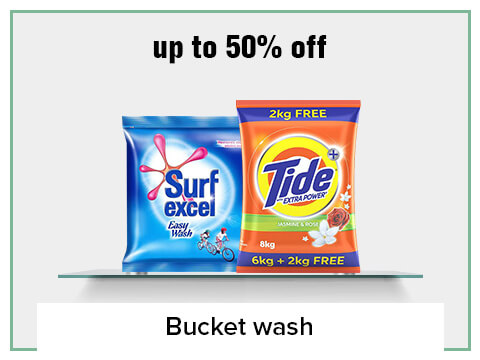 up to 50% off
2kg FREE
Surf
excel
Easy
Wash
Tide
+
EXTRA POWER
JASMINE & ROSE
8kg
6kg + 2kg FREE
Bucket wash